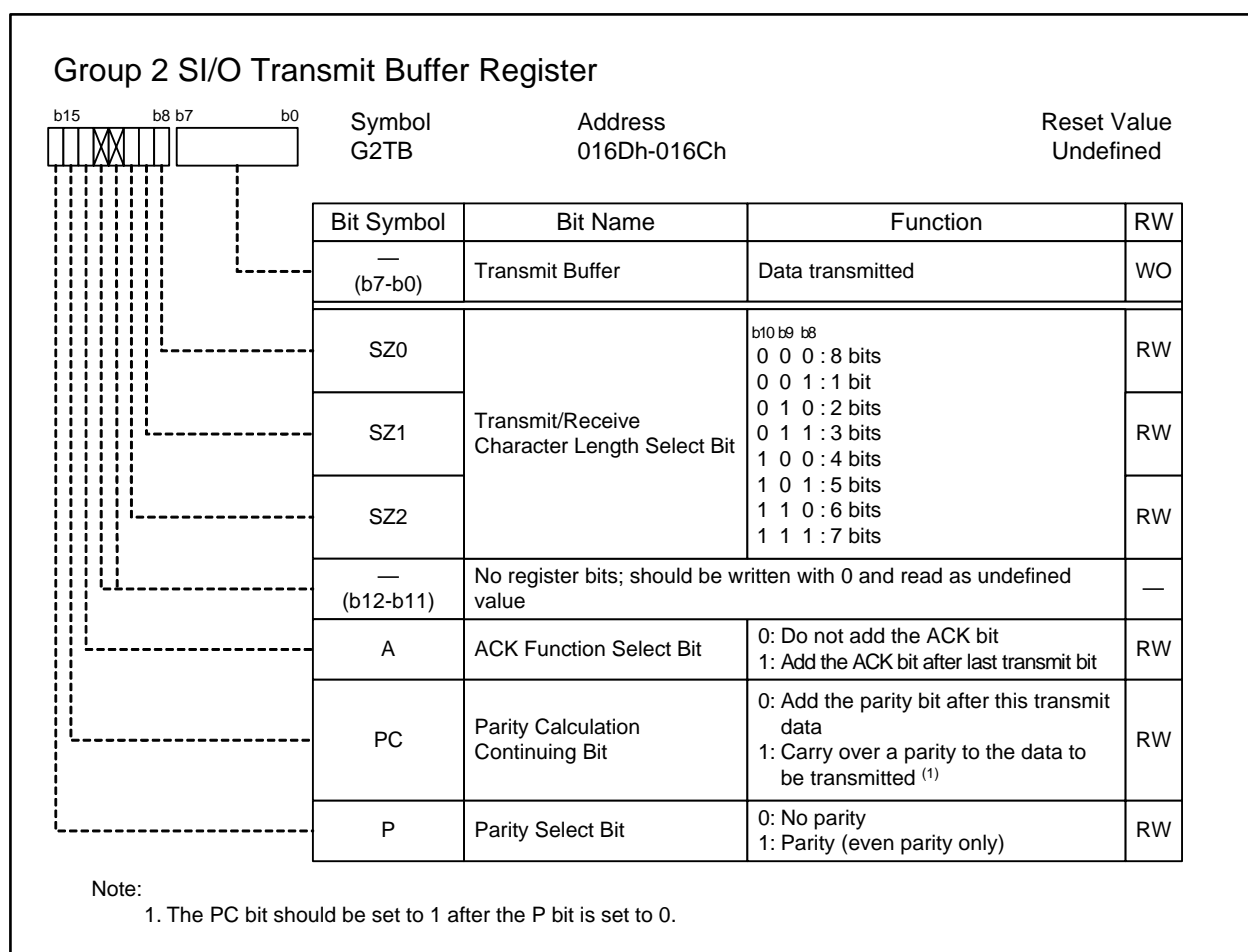 Group 2 SI/O Transmit Buffer Register
b15 b8 b7 b0
Symbol Address Reset Value
G2TB 016Dh-016Ch Undefined
Bit Symbol Bit Name Function RW
—
(b7-b0) Transmit Buffer Data transmitted WO
SZ0 RW
SZ1 RW
SZ2 RW
Transmit/Receive
Character Length Select Bit
b10 b9 b8
0 0 0 : 8 bits
0 0 1 : 1 bit
0 1 0 : 2 bits
0 1 1 : 3 bits
1 0 0 : 4 bits
1 0 1 : 5 bits
1 1 0 : 6 bits
1 1 1 : 7 bits
—
(b12-b11)
No register bits; should be written with 0 and read as undefined
value
—
A ACK Function Select Bit
0: Do not add the ACK bit
1: Add the ACK bit after last transmit bit
RW
PC
Parity Calculation
Continuing Bit
0: Add the parity bit after this transmit
data
1: Carry over a parity to the data to
be transmitted (1)
RW
P Parity Select Bit
0: No parity
1: Parity (even parity only)
RW
Note:
1. The PC bit should be set to 1 after the P bit is set to 0.